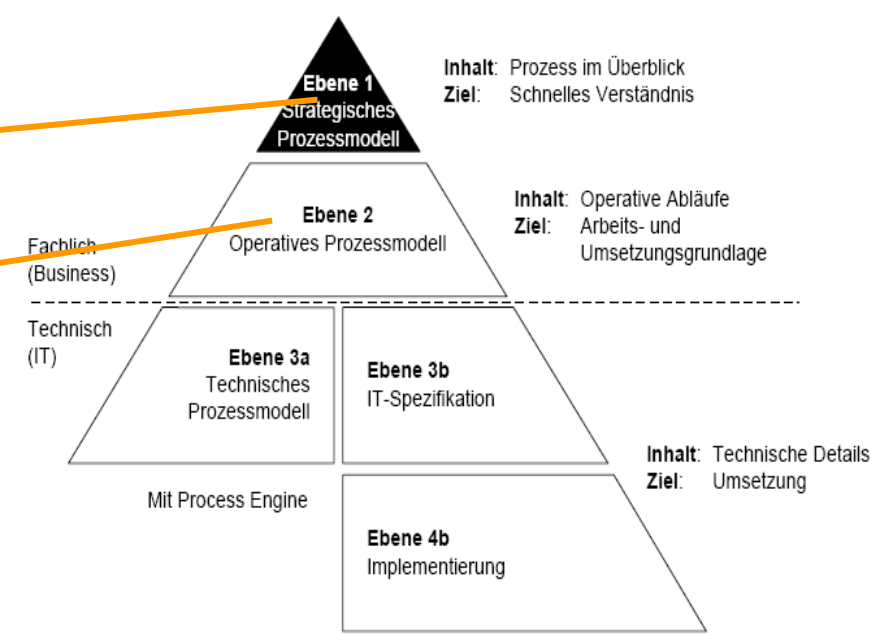 Ebene 1
Strategisches
Prozessmodell
Inhalt: Prozess im Überblick
Ziel: Schnelles Verständnis
Ebene 2
Operatives Prozessmodell
Inhalt: Operative Abläufe
Ziel: Arbeits- und
Umsetzungsgrundlage
Fachlich
(Business)
Technisch
(IT)
Ebene 3a
Technisches
Prozessmodell
Ebene 3b
IT-Spezifikation
Inhalt: Technische Details
Ziel: Umsetzung
Mit Process Engine
Ebene 4b
Implementierung